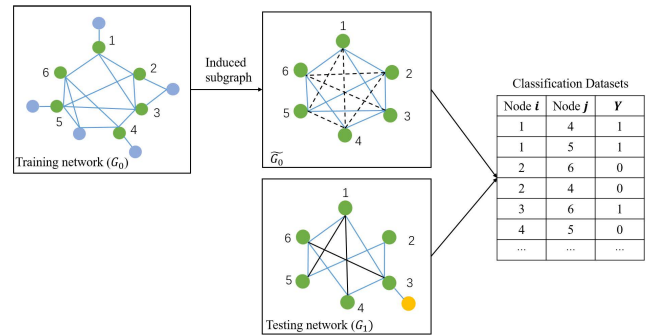 1
2
3
4
5
6
Training network (G₀)
Induced
subgraph
1
2
3
4
5
6
G̃₀
1
2
3
4
5
6
Testing network (G₁)
Classification Datasets
Node i Node j Y
1 4 1
1 5 1
2 6 0
2 4 0
3 6 1
4 5 0
... ... ...